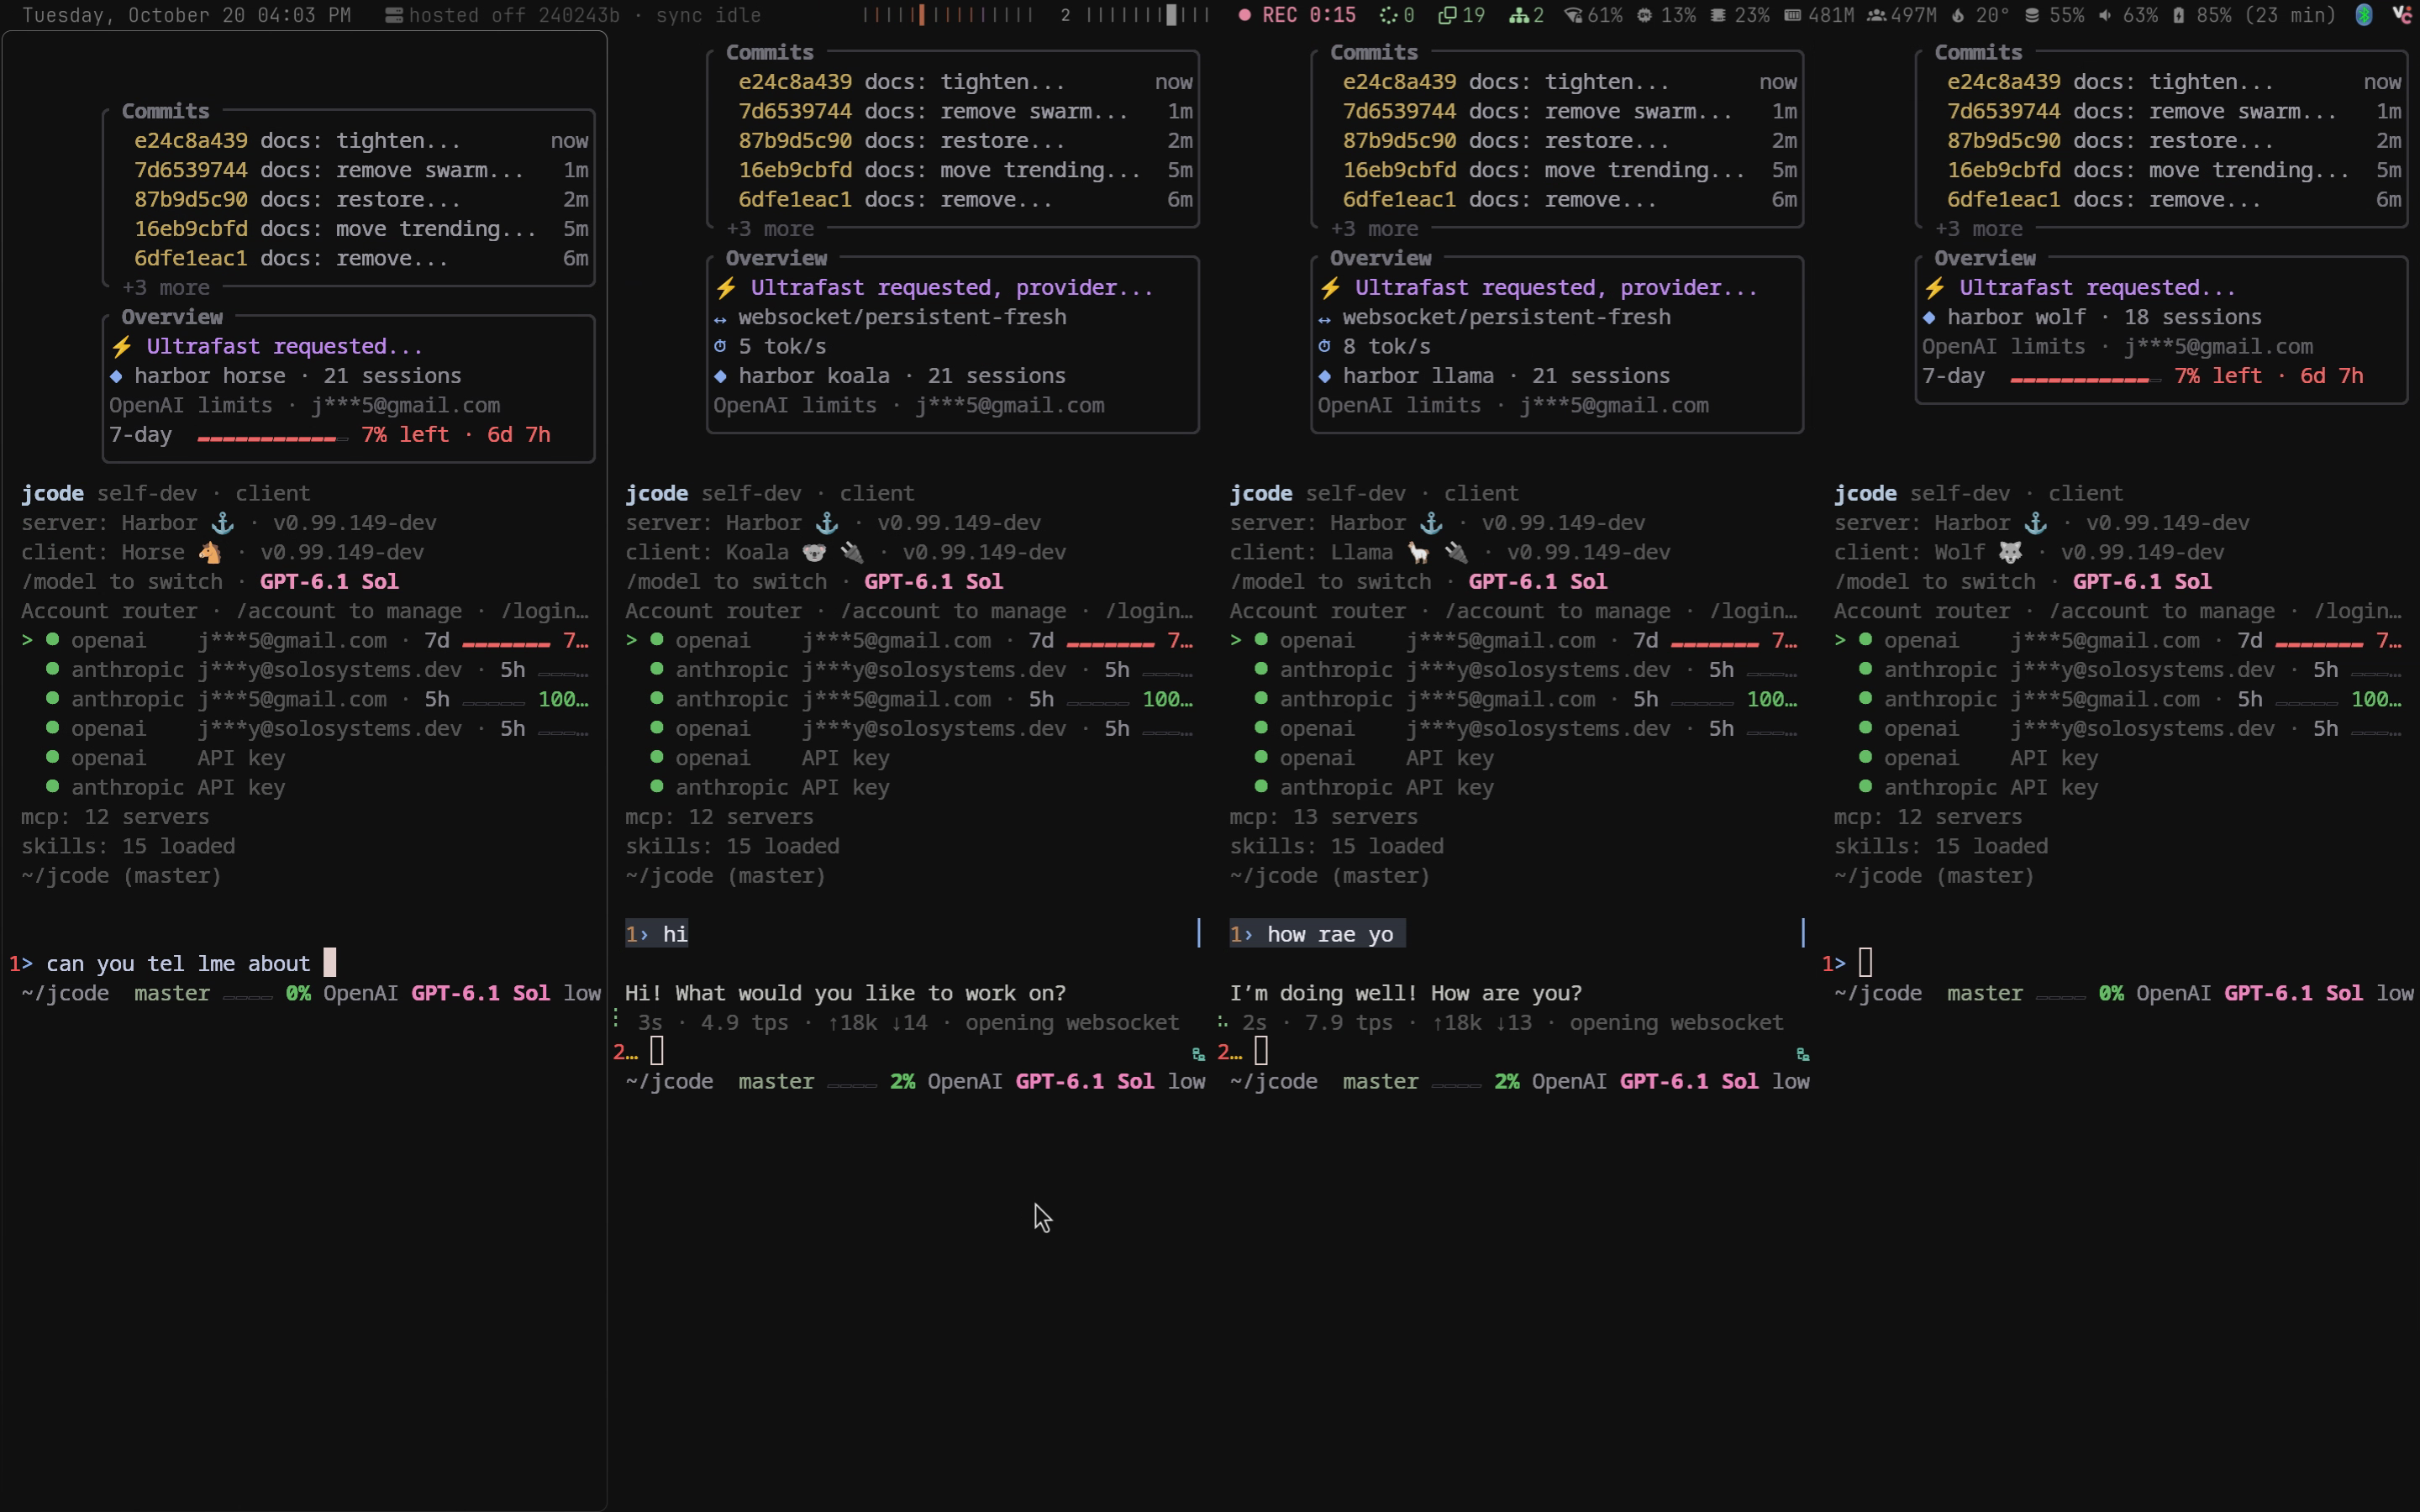 Tuesday, October 20 04:03 PM hosted off 240243b · sync idle 2 REC 0:15 0 19 2 61% 13% 23% 481M 497M 20° 55% 63% 85% (23 min)
Commits
e24c8a439 docs: tighten... now
7d6539744 docs: remove swarm... 1m
87b9d5c90 docs: restore... 2m
16eb9cbfd docs: move trending... 5m
6dfe1eac1 docs: remove... 6m
+3 more
Overview
⚡ Ultrafast requested...
◆ harbor horse · 21 sessions
OpenAI limits · j***5@gmail.com
7-day 7% left · 6d 7h
jcode self-dev · client
server: Harbor ⚓ · v0.99.149-dev
client: Horse 🐴 · v0.99.149-dev
/model to switch · GPT-6.1 Sol
Account router · /account to manage · /login…
> ● openai j***5@gmail.com · 7d 7…
● anthropic j***y@solosystems.dev · 5h …
● anthropic j***5@gmail.com · 5h 100…
● openai j***y@solosystems.dev · 5h …
● openai API key
● anthropic API key
mcp: 12 servers
skills: 15 loaded
~/jcode (master)
1> can you tel lme about
~/jcode master 0% OpenAI GPT-6.1 Sol low
Commits
e24c8a439 docs: tighten... now
7d6539744 docs: remove swarm... 1m
87b9d5c90 docs: restore... 2m
16eb9cbfd docs: move trending... 5m
6dfe1eac1 docs: remove... 6m
+3 more
Overview
⚡ Ultrafast requested, provider...
↔ websocket/persistent-fresh
⏱ 5 tok/s
◆ harbor koala · 21 sessions
OpenAI limits · j***5@gmail.com
jcode self-dev · client
server: Harbor ⚓ · v0.99.149-dev
client: Koala 🐨 🔌 · v0.99.149-dev
/model to switch · GPT-6.1 Sol
Account router · /account to manage · /login…
> ● openai j***5@gmail.com · 7d 7…
● anthropic j***y@solosystems.dev · 5h …
● anthropic j***5@gmail.com · 5h 100…
● openai j***y@solosystems.dev · 5h …
● openai API key
● anthropic API key
mcp: 12 servers
skills: 15 loaded
~/jcode (master)
1› hi
Hi! What would you like to work on?
3s · 4.9 tps · ↑18k ↓14 · opening websocket
2…
~/jcode master 2% OpenAI GPT-6.1 Sol low
Commits
e24c8a439 docs: tighten... now
7d6539744 docs: remove swarm... 1m
87b9d5c90 docs: restore... 2m
16eb9cbfd docs: move trending... 5m
6dfe1eac1 docs: remove... 6m
+3 more
Overview
⚡ Ultrafast requested, provider...
↔ websocket/persistent-fresh
⏱ 8 tok/s
◆ harbor llama · 21 sessions
OpenAI limits · j***5@gmail.com
jcode self-dev · client
server: Harbor ⚓ · v0.99.149-dev
client: Llama 🦙 🔌 · v0.99.149-dev
/model to switch · GPT-6.1 Sol
Account router · /account to manage · /login…
> ● openai j***5@gmail.com · 7d 7…
● anthropic j***y@solosystems.dev · 5h …
● anthropic j***5@gmail.com · 5h 100…
● openai j***y@solosystems.dev · 5h …
● openai API key
● anthropic API key
mcp: 13 servers
skills: 15 loaded
~/jcode (master)
1› how rae yo
I’m doing well! How are you?
2s · 7.9 tps · ↑18k ↓13 · opening websocket
2…
~/jcode master 2% OpenAI GPT-6.1 Sol low
Commits
e24c8a439 docs: tighten... now
7d6539744 docs: remove swarm... 1m
87b9d5c90 docs: restore... 2m
16eb9cbfd docs: move trending... 5m
6dfe1eac1 docs: remove... 6m
+3 more
Overview
⚡ Ultrafast requested...
◆ harbor wolf · 18 sessions
OpenAI limits · j***5@gmail.com
7-day 7% left · 6d 7h
jcode self-dev · client
server: Harbor ⚓ · v0.99.149-dev
client: Wolf 🐺 · v0.99.149-dev
/model to switch · GPT-6.1 Sol
Account router · /account to manage · /login…
> ● openai j***5@gmail.com · 7d 7…
● anthropic j***y@solosystems.dev · 5h …
● anthropic j***5@gmail.com · 5h 100…
● openai j***y@solosystems.dev · 5h …
● openai API key
● anthropic API key
mcp: 12 servers
skills: 15 loaded
~/jcode (master)
1>
~/jcode master 0% OpenAI GPT-6.1 Sol low